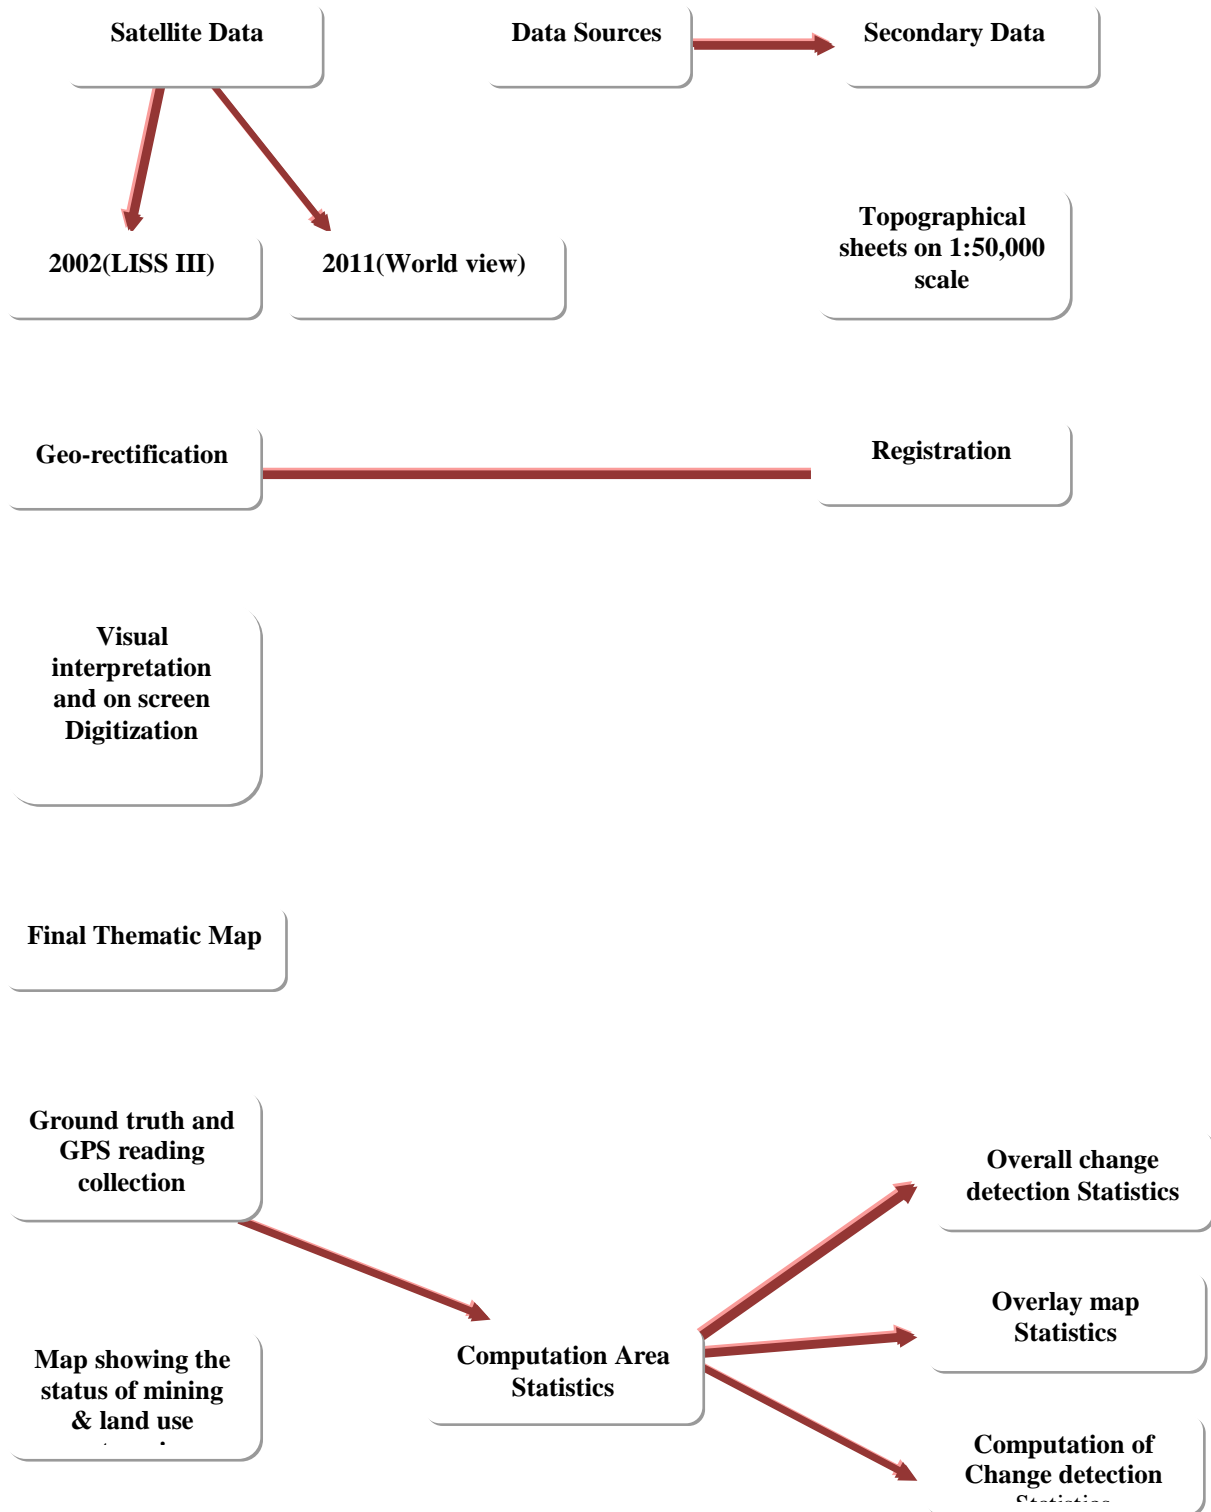 Satellite Data
Data Sources
Secondary Data
2002(LISS III)
2011(World view)
Topographical
sheets on 1:50,000
scale
Geo-rectification
Registration
Visual
interpretation
and on screen
Digitization
Final Thematic Map
Ground truth and
GPS reading
collection
Map showing the
status of mining
& land use
Computation Area
Statistics
Overall change
detection Statistics
Overlay map
Statistics
Computation of
Change detection
Statistics